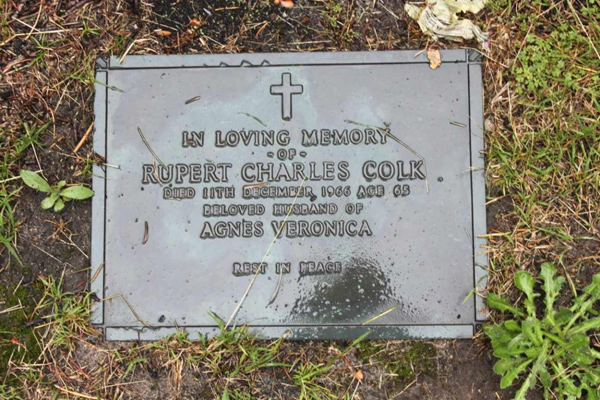 IN LOVING MEMORY
- OF -
RUPERT CHARLES COLK
DIED 11TH DECEMBER 1966 AGE 65
BELOVED HUSBAND OF
AGNES VERONICA
REST IN PEACE